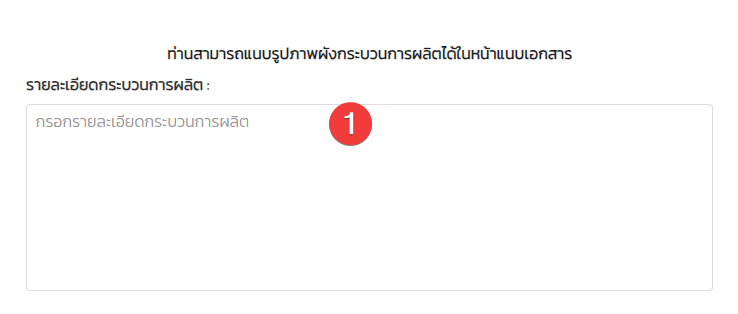 ท่านสามารถแนบรูปภาพผังกระบวนการผลิตได้ในหน้าแนบเอกสาร
รายละเอียดกระบวนการผลิต :
กรอกรายละเอียดกระบวนการผลิต
1